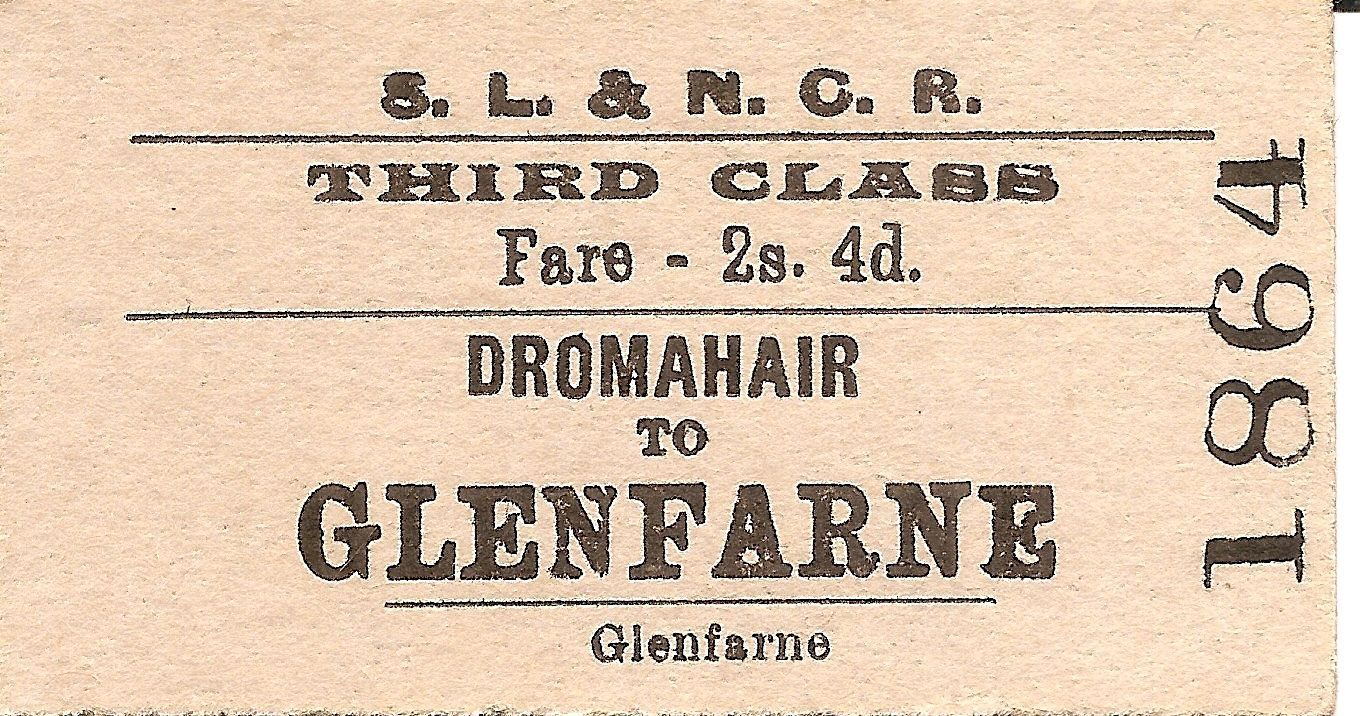 S. L. & N. C. R.
THIRD CLASS
Fare - 2s. 4d.
DROMAHAIR
TO
GLENFARNE
Glenfarne
1864